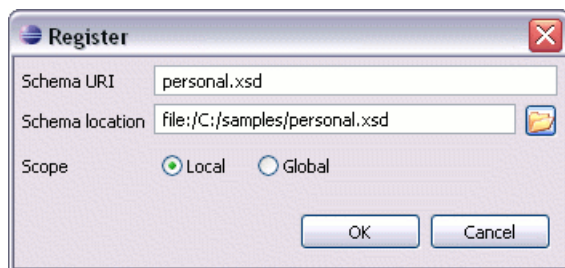 Register
Schema URI personal.xsd
Schema location file:/C:/samples/personal.xsd
Scope Local Global
OK Cancel